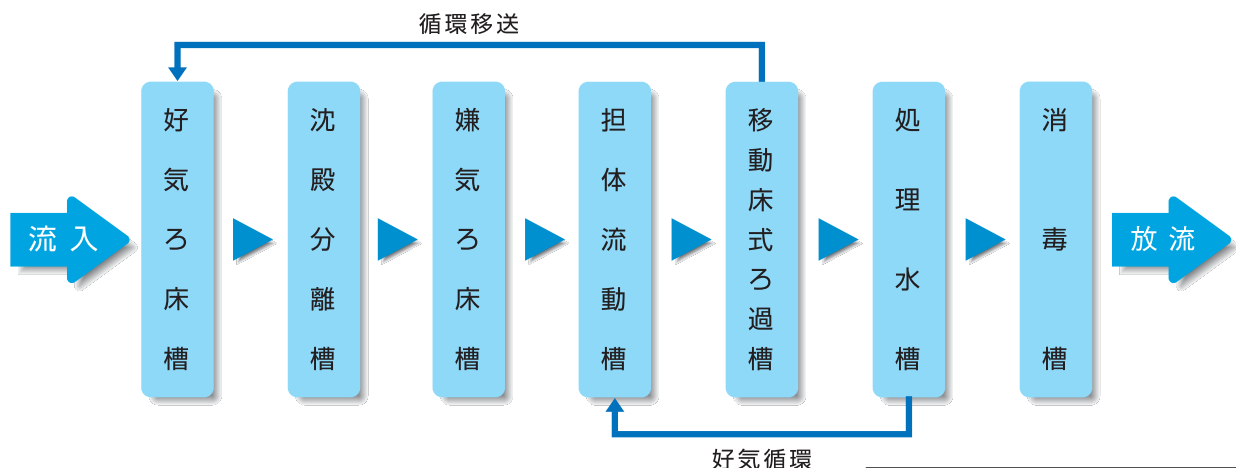 循環移送
流入
好気ろ床槽
沈殿分離槽
嫌気ろ床槽
担体流動槽
移動床式ろ過槽
処理水槽
消毒槽
放流
好気循環